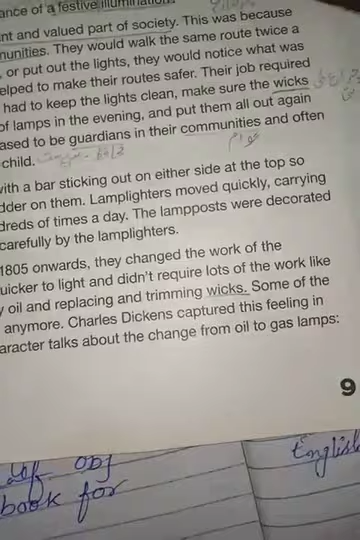 ance of a festive illumination.
nt and valued part of society. This was because
munities. They would walk the same route twice a
, or put out the lights, they would notice what was
elped to make their routes safer. Their job required
had to keep the lights clean, make sure the wicks
of lamps in the evening, and put them all out again
ased to be guardians in their communities and often
child.
with a bar sticking out on either side at the top so
dder on them. Lamplighters moved quickly, carrying
dreds of times a day. The lampposts were decorated
carefully by the lamplighters.
1805 onwards, they changed the work of the
uicker to light and didn't require lots of the work like
y oil and replacing and trimming wicks. Some of the
anymore. Charles Dickens captured this feeling in
aracter talks about the change from oil to gas lamps:
9
English
obj
book for